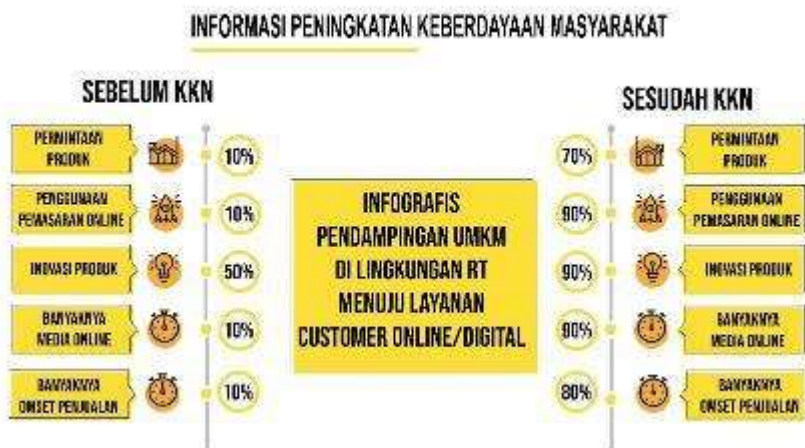 INFORMASI PENINGKATAN KEBERDAYAAN MASYARAKAT
SEBELUM KKN
PERMINTAAN
PRODUK
10%
PENGGUNAAN
PEMASARAN ONLINE
10%
INOVASI PRODUK
50%
BANYAKNYA
MEDIA ONLINE
10%
BANYAKNYA
OMSET PENJUALAN
10%
INFOGRAFIS
PENDAMPINGAN UMKM
DI LINGKUNGAN RT
MENUJU LAYANAN
CUSTOMER ONLINE/DIGITAL
SESUDAH KKN
70%
PERMINTAAN
PRODUK
90%
PENGGUNAAN
PEMASARAN ONLINE
90%
INOVASI PRODUK
90%
BANYAKNYA
MEDIA ONLINE
80%
BANYAKNYA
OMSET PENJUALAN